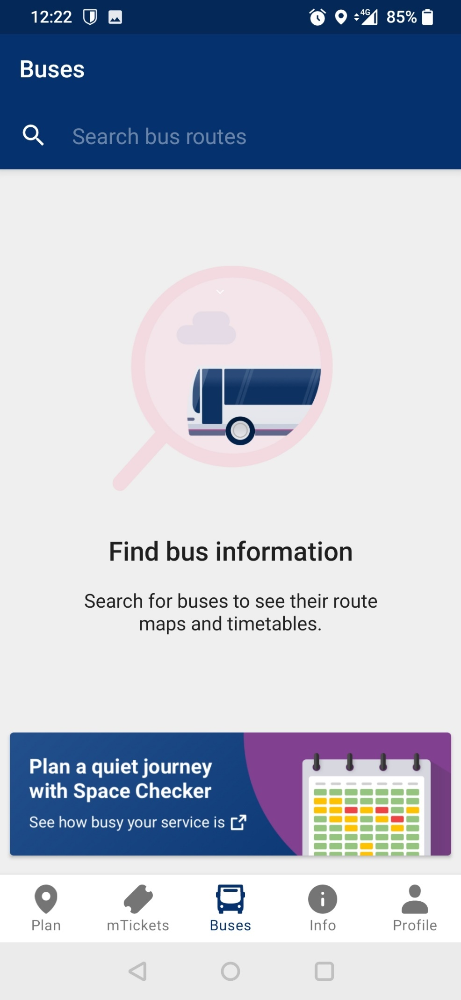 12:22
4G
85%
Buses
Search bus routes
Find bus information
Search for buses to see their route
maps and timetables.
Plan a quiet journey
with Space Checker
See how busy your service is
Plan
mTickets
Buses
Info
Profile